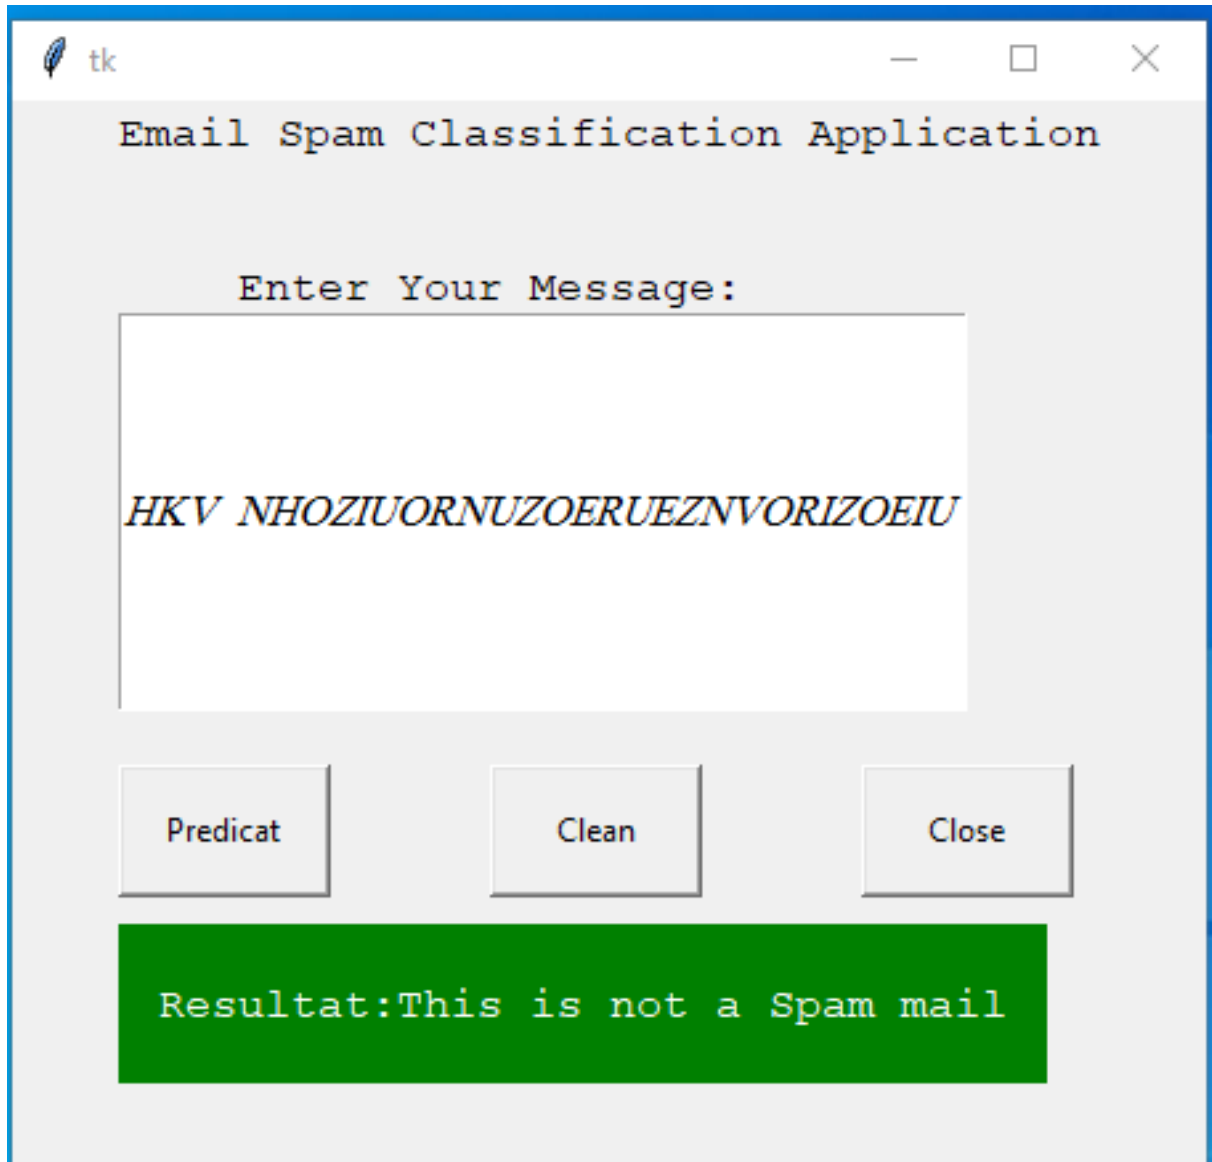 tk
Email Spam Classification Application
Enter Your Message:
HKV NHOZIUORNUZOERUEZNVORIZOEIU
Predicat Clean Close
Resultat:This is not a Spam mail